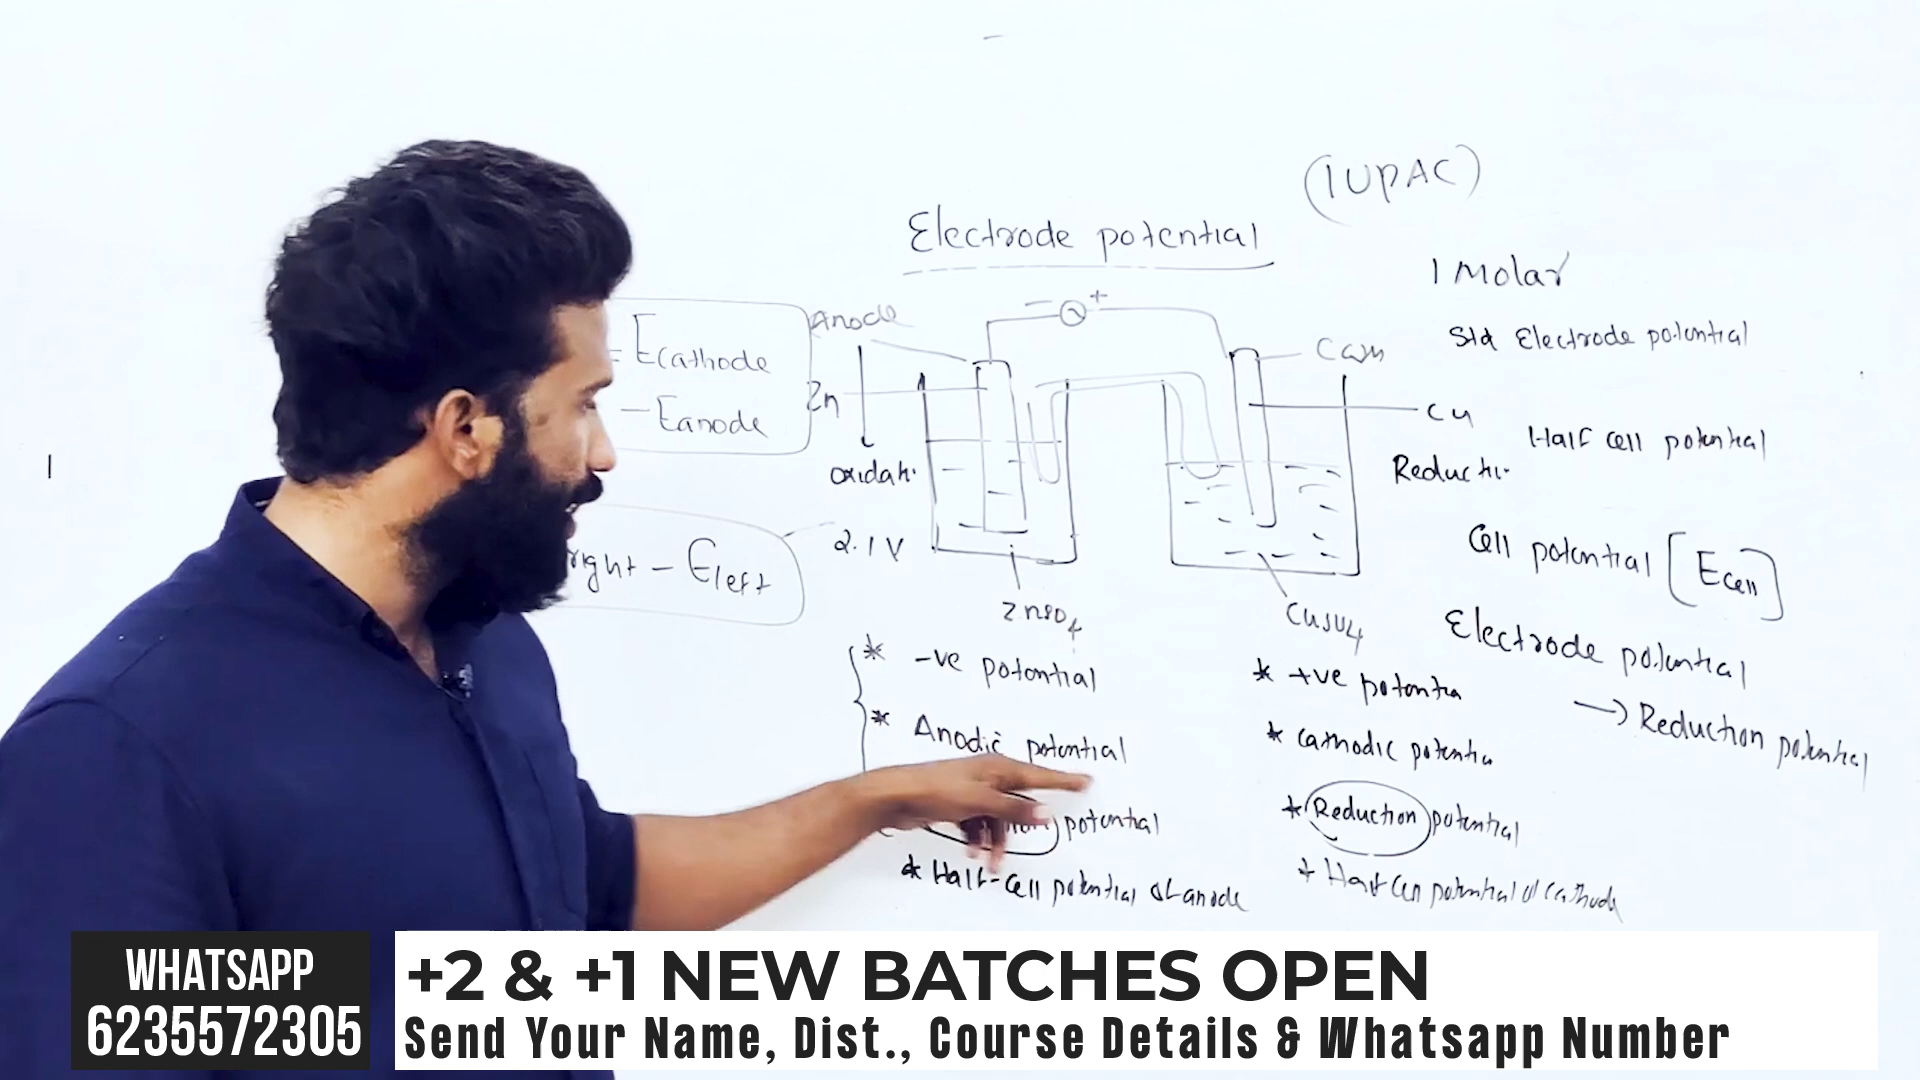 (IUPAC)
Electrode potential
1 Molar
Anode
- +
Std Electrode potential
= Ecathode
- Eanode
Zn
Cu
Half cell potential
oxidati.
Reducti.
2.1V
right - Eleft
Cell potential [Ecell]
ZnSO4
CuSO4
Electrode potential
→ Reduction potential
* -ve potential
* Anodic potential
potential
* Half-cell potential of anode
* +ve potentia
* cathodic potentia
* Reduction potential
* Half cell potential of cathode
WHATSAPP
6235572305
+2 & +1 NEW BATCHES OPEN
Send Your Name, Dist., Course Details & Whatsapp Number